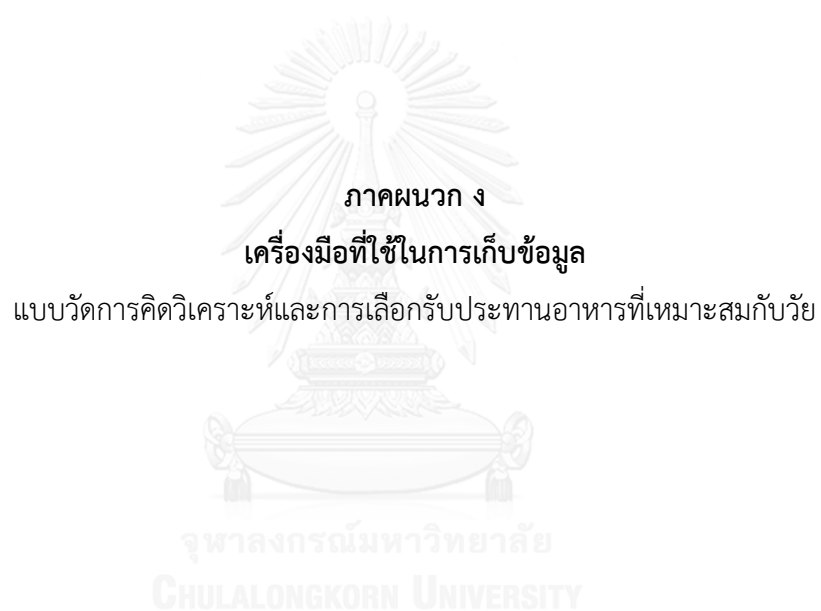 ภาคผนวก ง
เครื่องมือที่ใช้ในการเก็บข้อมูล
แบบวัดการคิดวิเคราะห์และการเลือกรับประทานอาหารที่เหมาะสมกับวัย
จุฬาลงกรณ์มหาวิทยาลัย
CHULALONGKORN UNIVERSITY